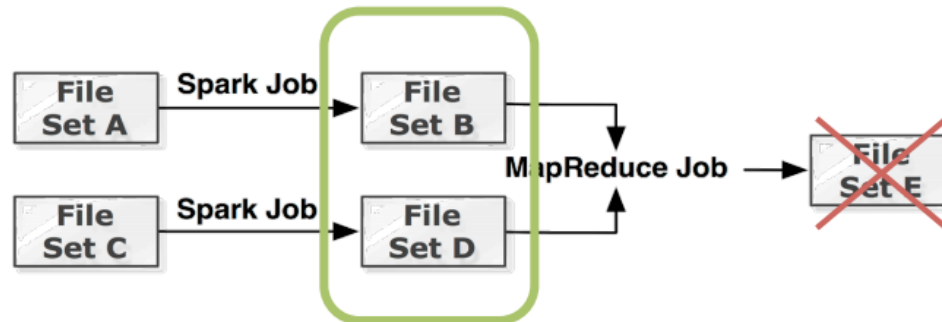 File
Set A
Spark Job
File
Set B
MapReduce Job
File
Set E
File
Set C
Spark Job
File
Set D